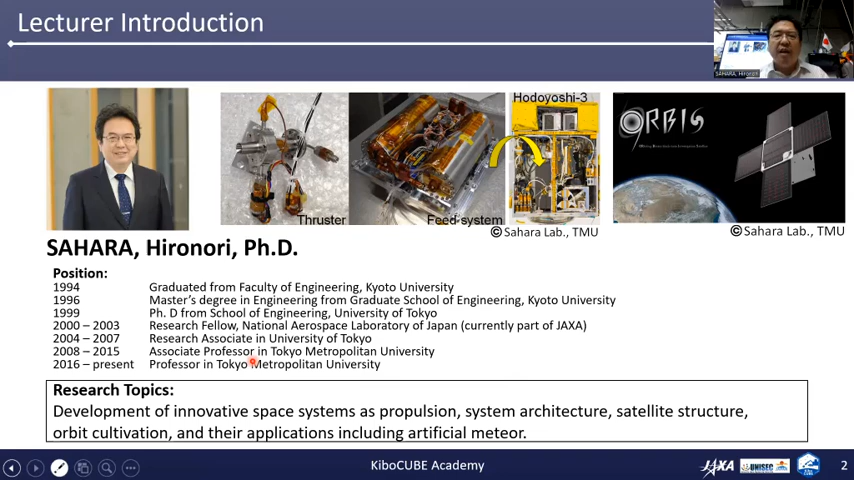 Lecturer Introduction
SAHARA, Hironori
Hodoyoshi-3
ORBIS
Thruster
Feed-system
© Sahara Lab., TMU
© Sahara Lab., TMU
SAHARA, Hironori, Ph.D.
Position:
1994 Graduated from Faculty of Engineering, Kyoto University
1996 Master's degree in Engineering from Graduate School of Engineering, Kyoto University
1999 Ph. D from School of Engineering, University of Tokyo
2000 – 2003 Research Fellow, National Aerospace Laboratory of Japan (currently part of JAXA)
2004 – 2007 Research Associate in University of Tokyo
2008 – 2015 Associate Professor in Tokyo Metropolitan University
2016 – present Professor in Tokyo Metropolitan University
Research Topics:
Development of innovative space systems as propulsion, system architecture, satellite structure,
orbit cultivation, and their applications including artificial meteor.
KiboCUBE Academy
JAXA
UNISEC
2